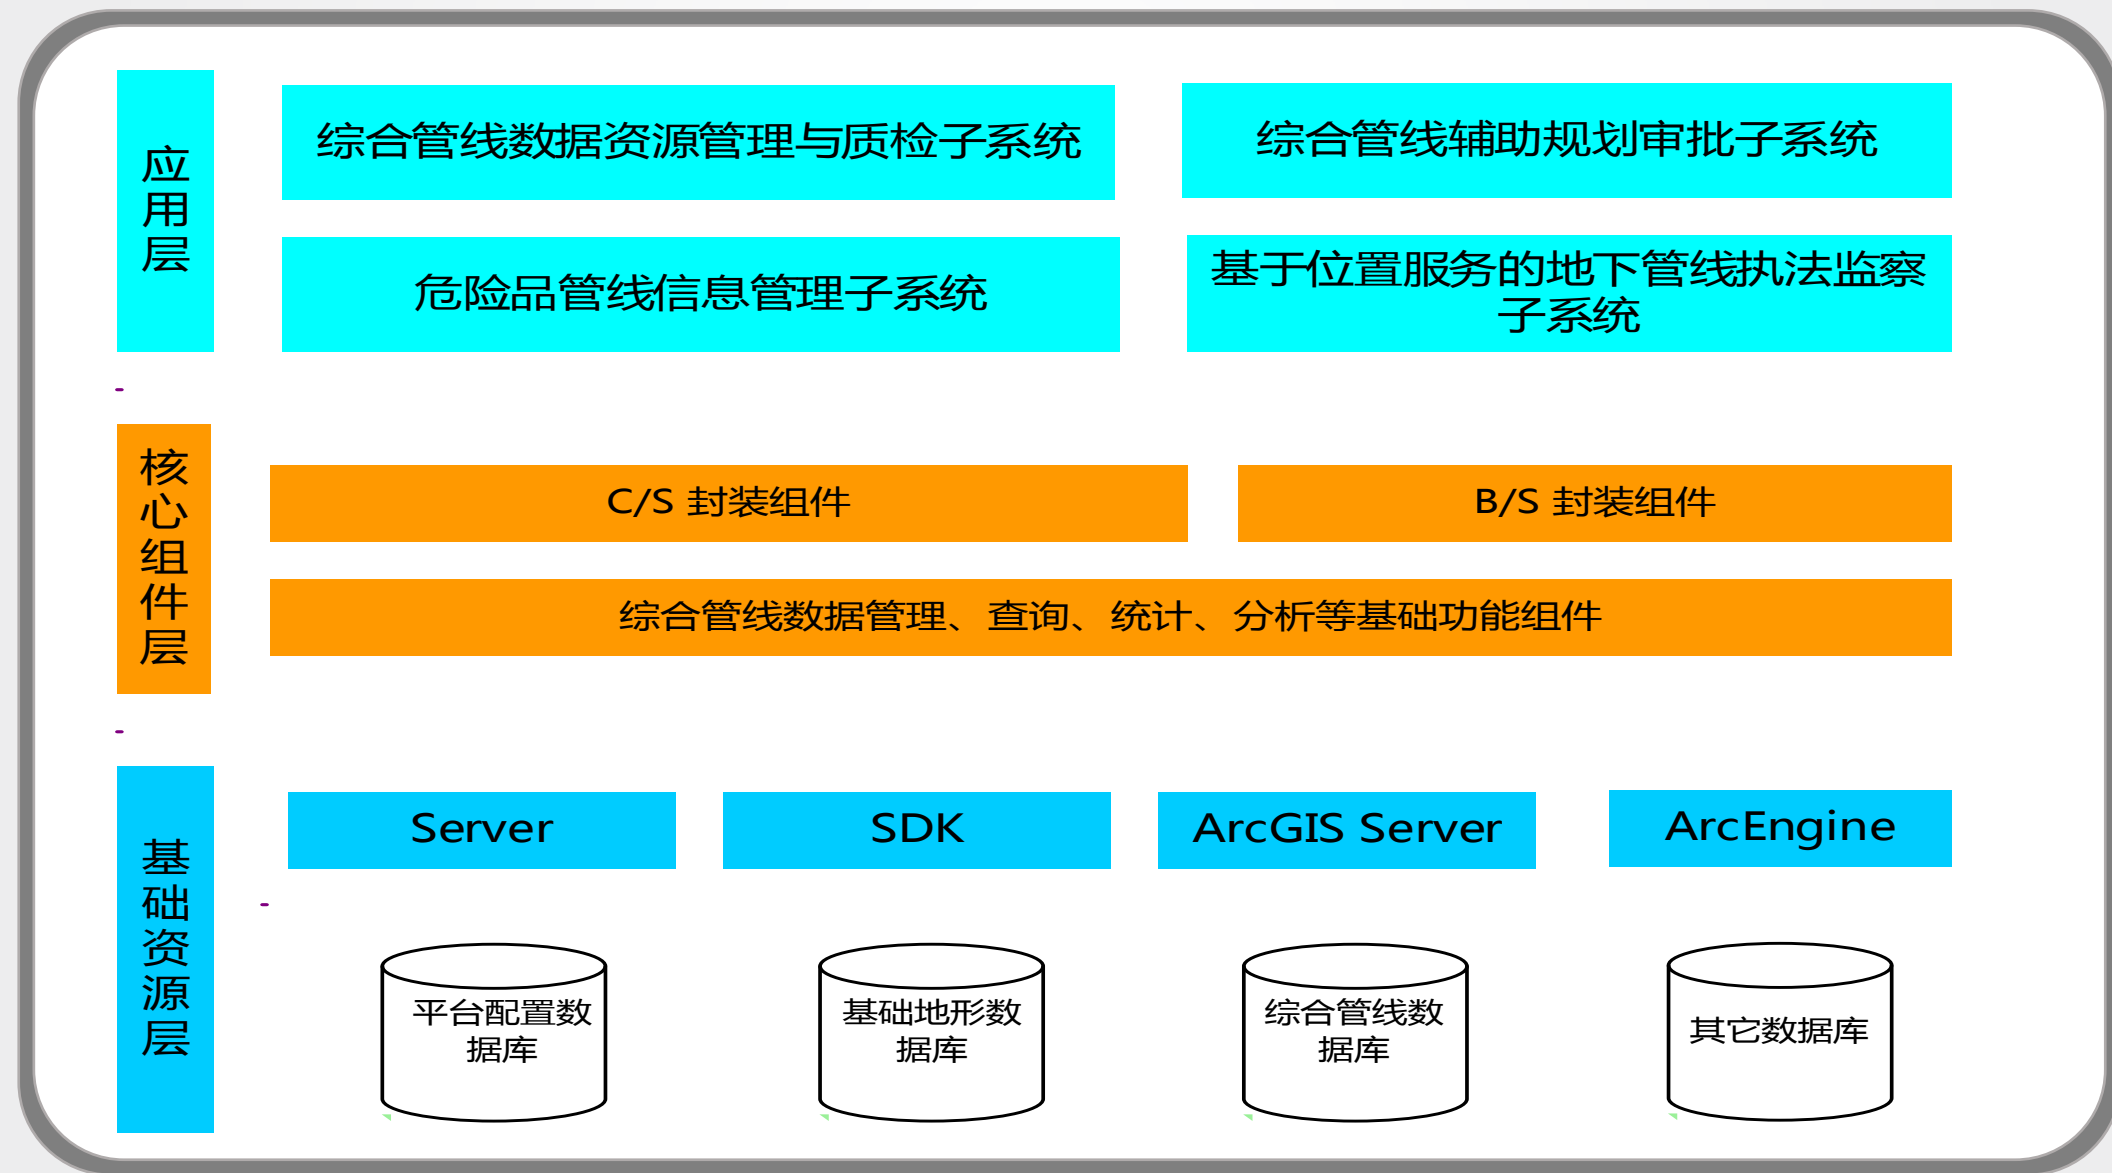 应用层
综合管线数据资源管理与质检子系统
综合管线辅助规划审批子系统
危险品管线信息管理子系统
基于位置服务的地下管线执法监察
子系统
核心组件层
C/S 封装组件
B/S 封装组件
综合管线数据管理、查询、统计、分析等基础功能组件
基础资源层
Server
SDK
ArcGIS Server
ArcEngine
平台配置数
据库
基础地形数
据库
综合管线数
据库
其它数据库